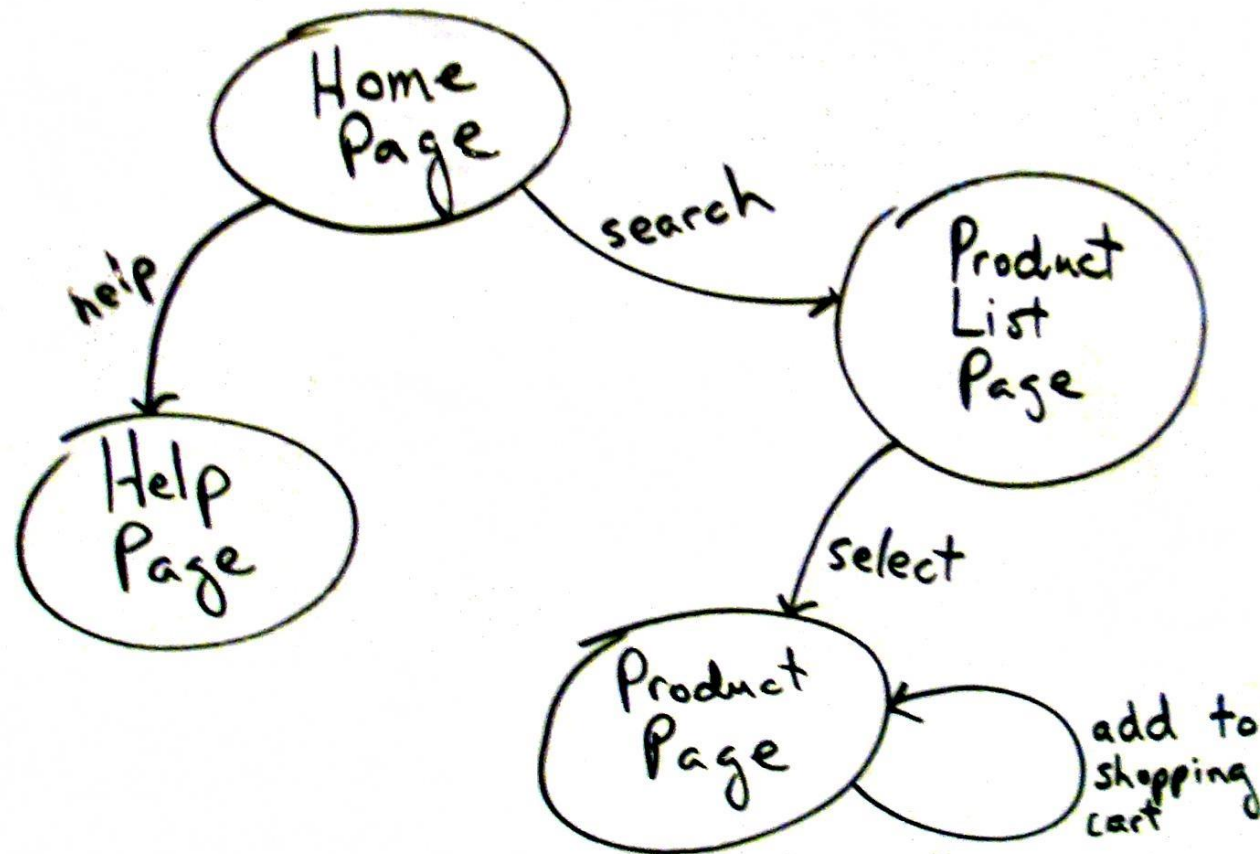 Home
Page
search
help
Product
List
Page
Help
Page
select
Product
Page
add to
shopping
cart